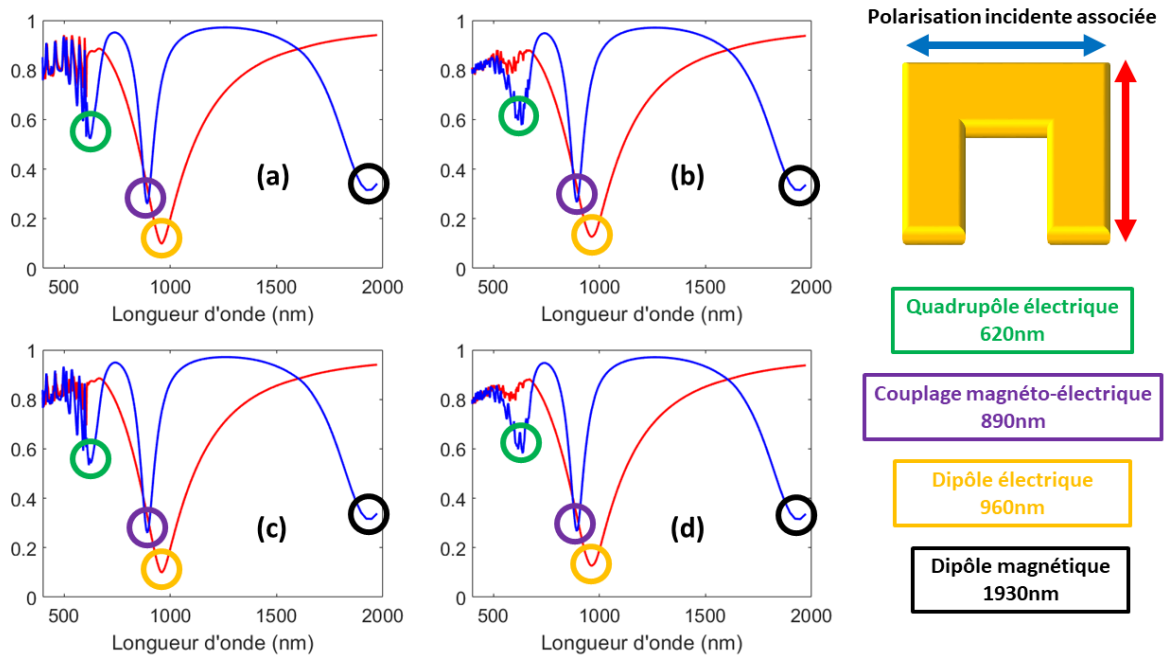 1
0.8
0.6
0.4
0.2
0
500
1000
1500
2000
Longueur d'onde (nm)
(a)
1
0.8
0.6
0.4
0.2
0
500
1000
1500
2000
Longueur d'onde (nm)
(b)
Polarisation incidente associée
1
0.8
0.6
0.4
0.2
0
500
1000
1500
2000
Longueur d'onde (nm)
(c)
1
0.8
0.6
0.4
0.2
0
500
1000
1500
2000
Longueur d'onde (nm)
(d)
Quadrupôle électrique
620nm
Couplage magnéto-électrique
890nm
Dipôle électrique
960nm
Dipôle magnétique
1930nm